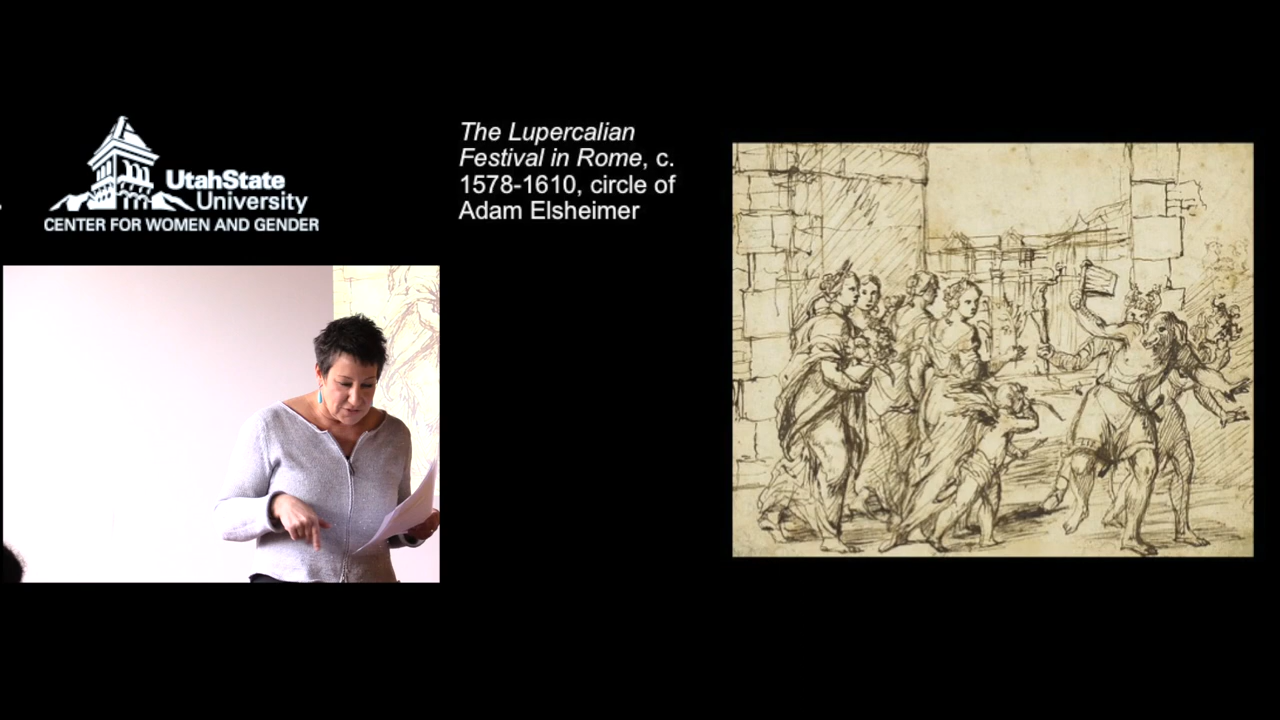 UtahState
University
CENTER FOR WOMEN AND GENDER
The Lupercalian
Festival in Rome, c.
1578-1610, circle of
Adam Elsheimer